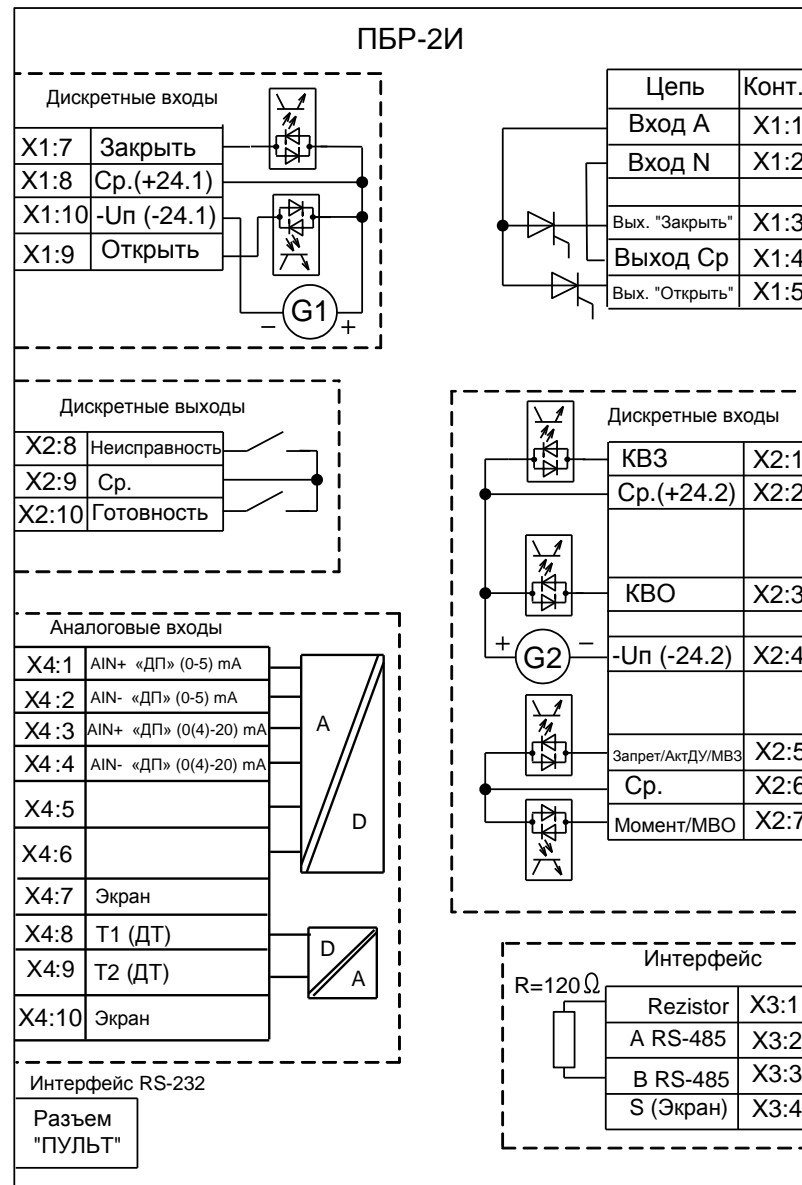 ПБР-2И
Дискретные входы
X1:7 Закрыть
X1:8 Ср.(+24.1)
X1:10 -Uп (-24.1)
X1:9 Открыть
− G1 +
Цепь Конт.
Вход А X1:1
Вход N X1:2
Вых. "Закрыть" X1:3
Выход Ср X1:4
Вых. "Открыть" X1:5
Дискретные выходы
X2:8 Неисправность
X2:9 Ср.
X2:10 Готовность
Дискретные входы
КВЗ X2:1
Ср.(+24.2) X2:2
КВО X2:3
+ G2 −
-Uп (-24.2) X2:4
Запрет/АктДУ/МВЗ X2:5
Ср. X2:6
Момент/МВО X2:7
Аналоговые входы
X4:1 AIN+ «ДП» (0-5) mA
X4:2 AIN- «ДП» (0-5) mA
X4:3 AIN+ «ДП» (0(4)-20) mA
X4:4 AIN- «ДП» (0(4)-20) mA
X4:5
X4:6
A
D
X4:7 Экран
X4:8 T1 (ДТ)
X4:9 T2 (ДТ)
X4:10 Экран
D
A
Интерфейс
R=120 Ω
Rezistor X3:1
A RS-485 X3:2
B RS-485 X3:3
S (Экран) X3:4
Интерфейс RS-232
Разъем
"ПУЛЬТ"